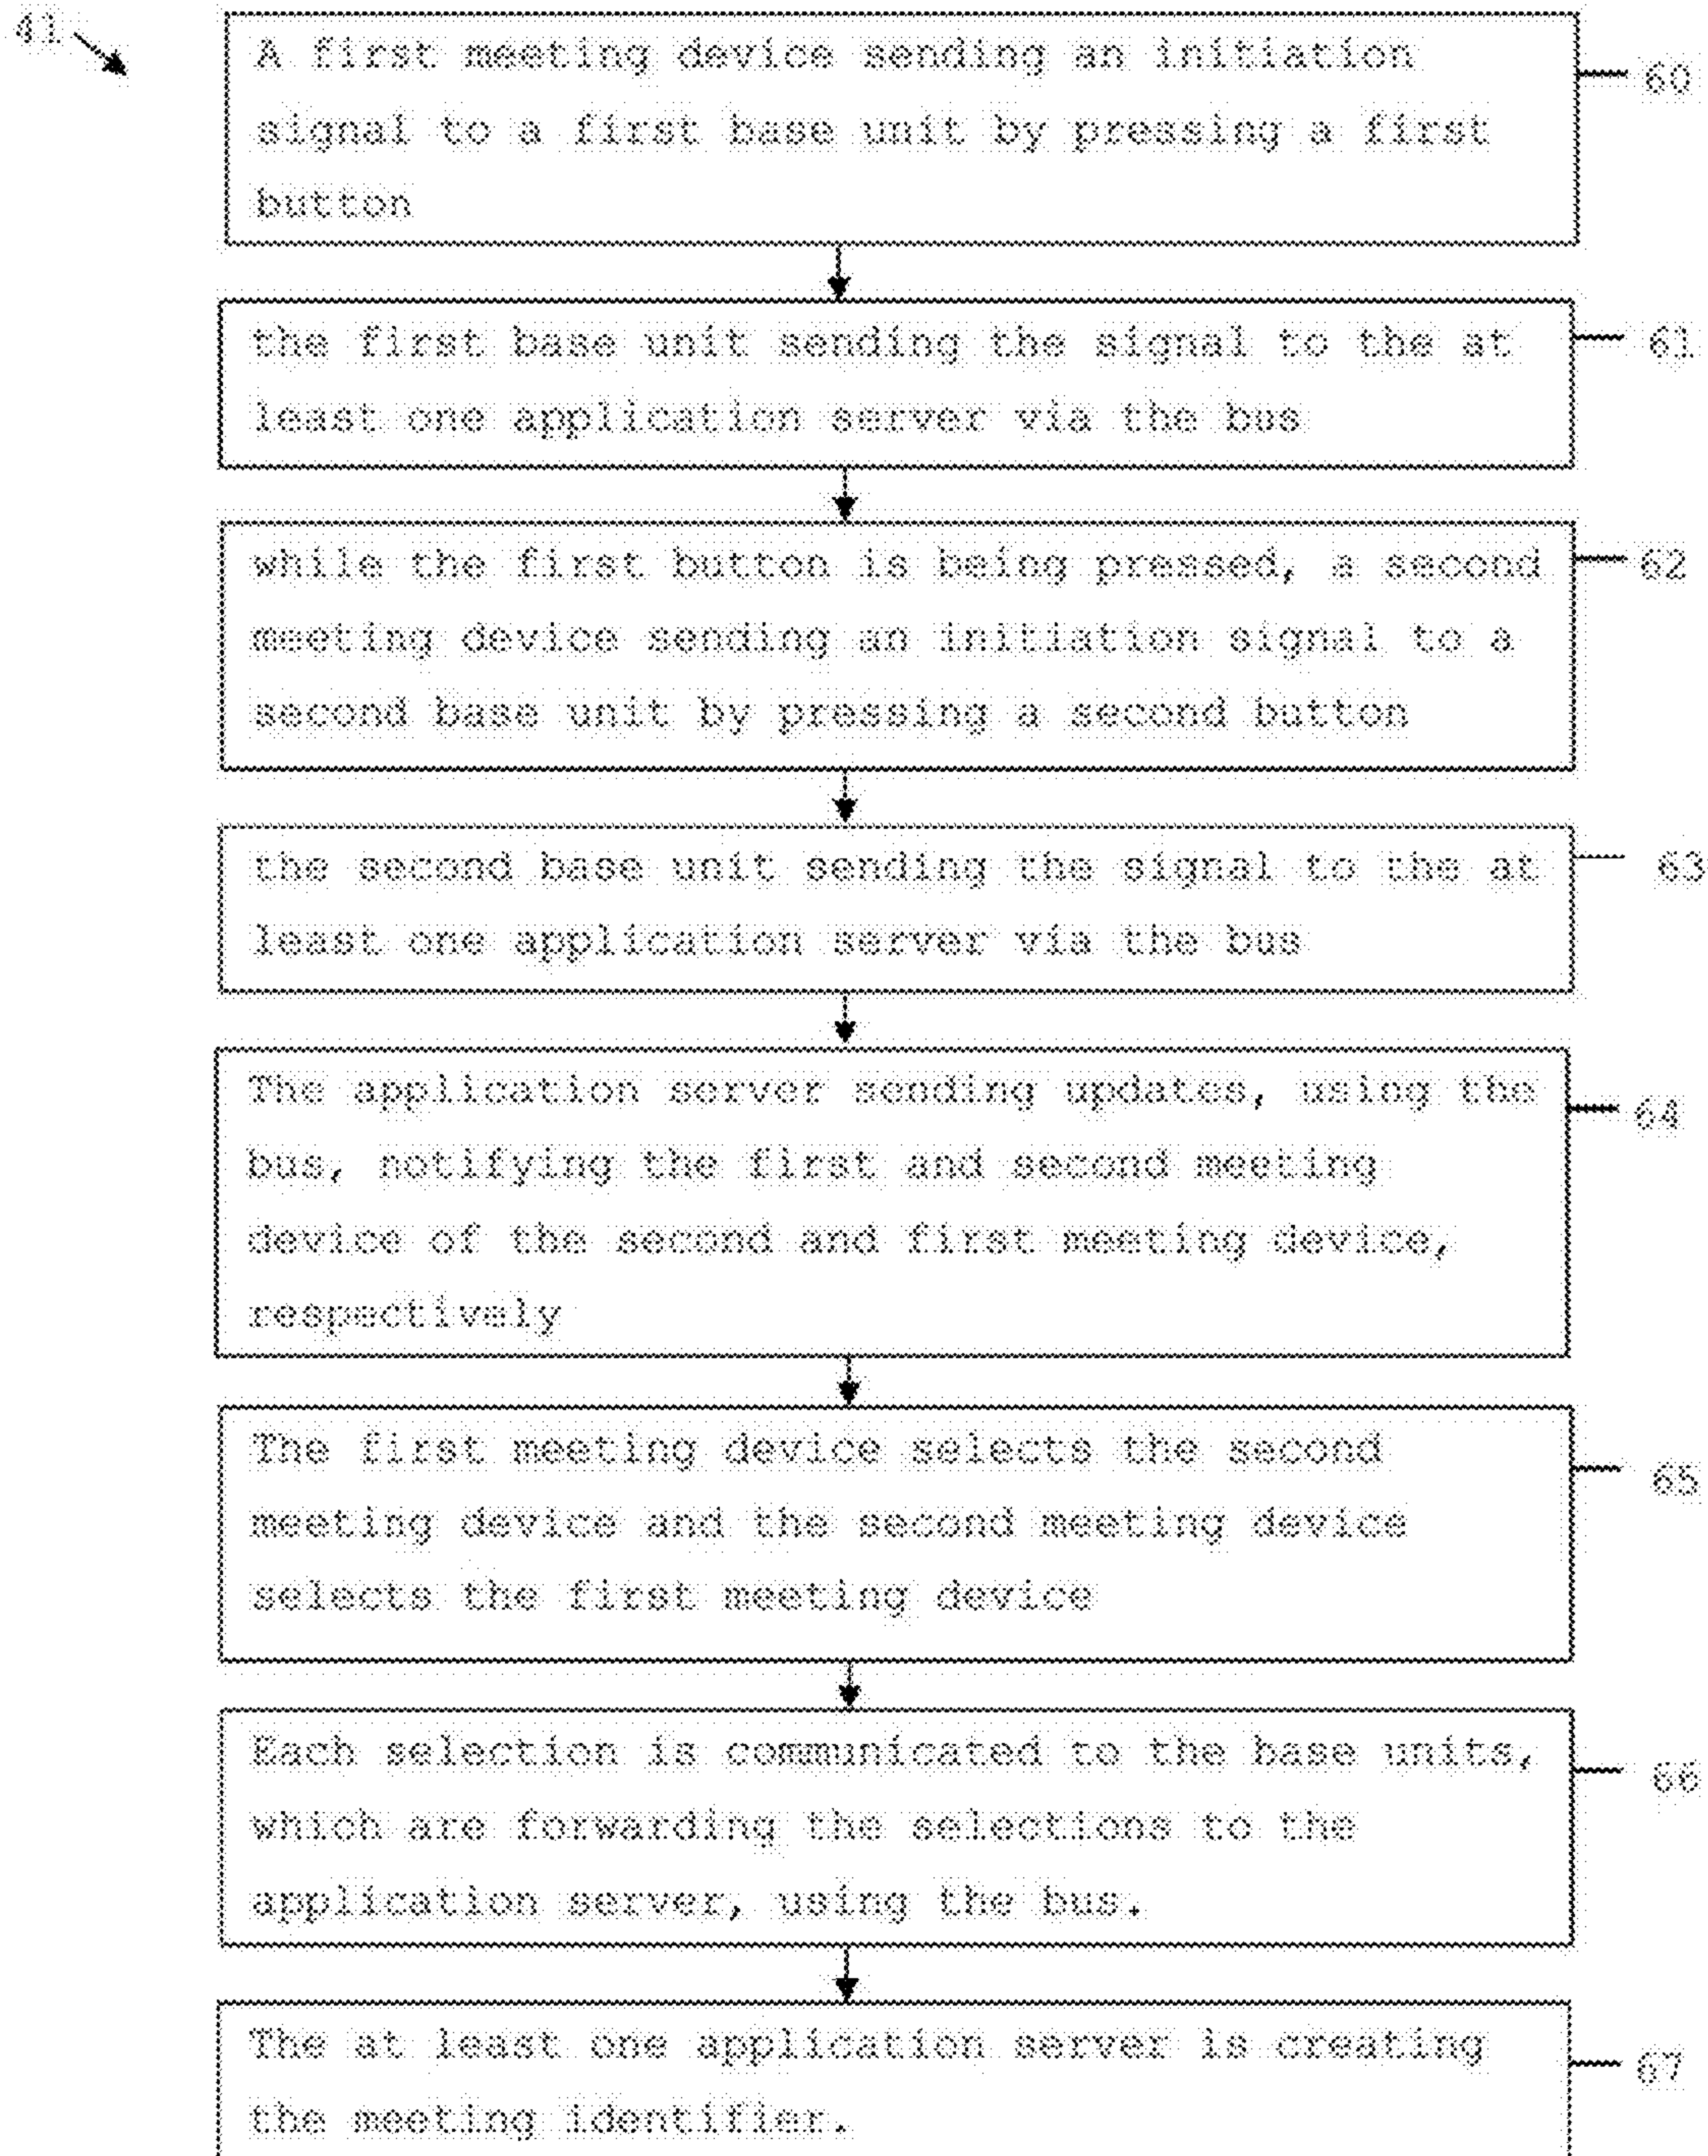 41
A first meeting device sending an initiation
60
signal to a first base unit by pressing a first
button
the first base unit sending the signal to the at
61
least one application server via the bus
while the first button is being pressed, a second
62
meeting device sending an initiation signal to a
second base unit by pressing a second button
the second base unit sending the signal to the at
63
least one application server via the bus
The application server sending updates, using the
64
bus, notifying the first and second meeting
device of the second and first meeting device,
respectively
The first meeting device selects the second
65
meeting device and the second meeting device
selects the first meeting device
Each selection is communicated to the base units,
66
which are forwarding the selections to the
application server, using the bus.
The at least one application server is creating
67
the meeting identifier.